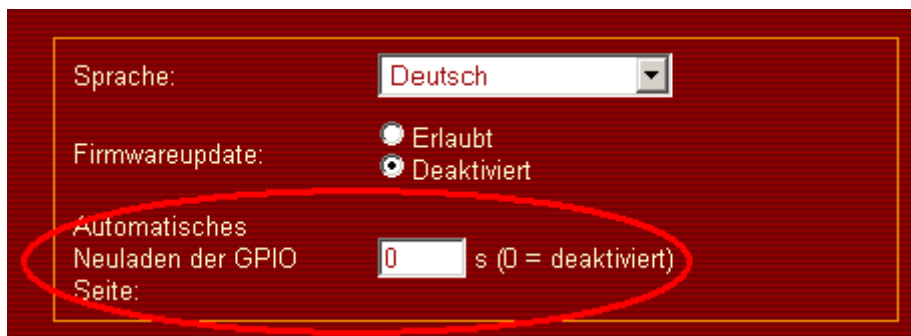 Sprache: Deutsch
Firmwareupdate: Erlaubt
Deaktiviert
Automatisches
Neuladen der GPIO 0 s (0 = deaktiviert)
Seite: